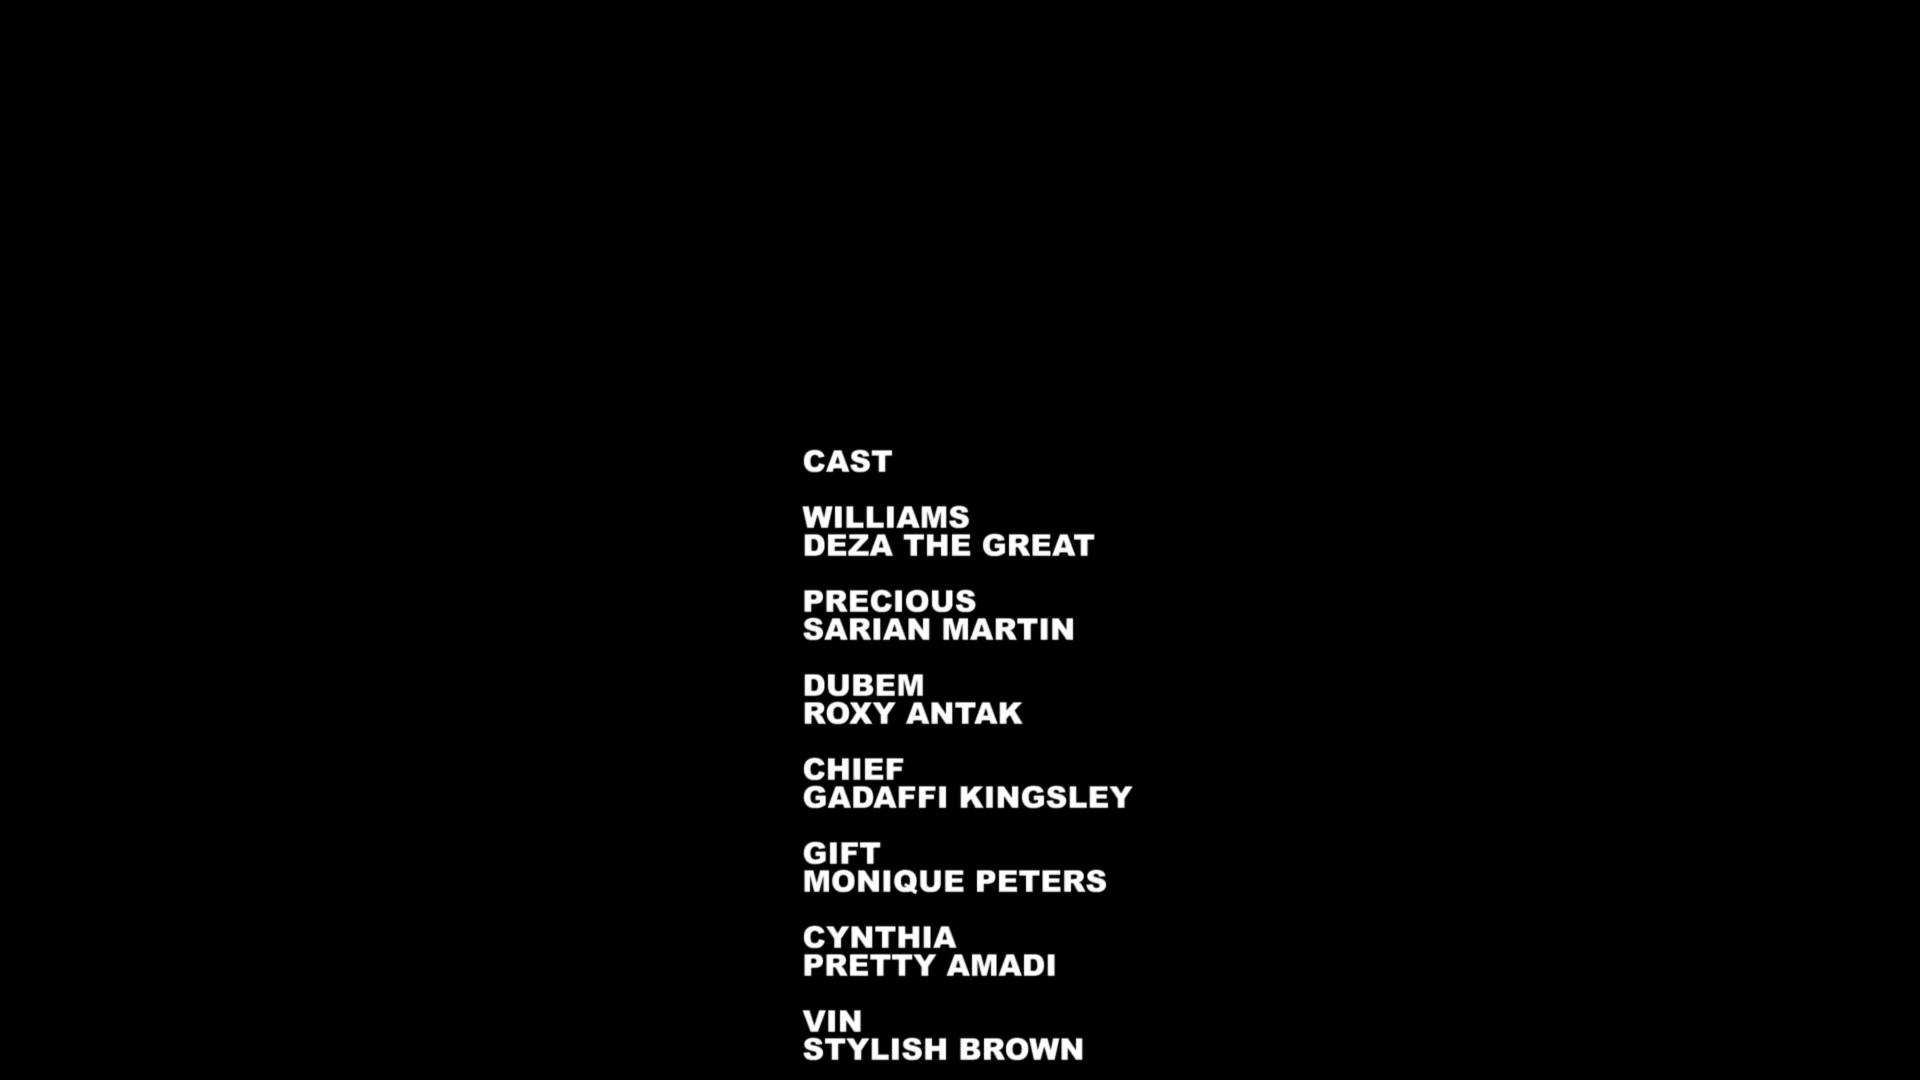 CAST
WILLIAMS
DEZA THE GREAT
PRECIOUS
SARIAN MARTIN
DUBEM
ROXY ANTAK
CHIEF
GADAFFI KINGSLEY
GIFT
MONIQUE PETERS
CYNTHIA
PRETTY AMADI
VIN
STYLISH BROWN